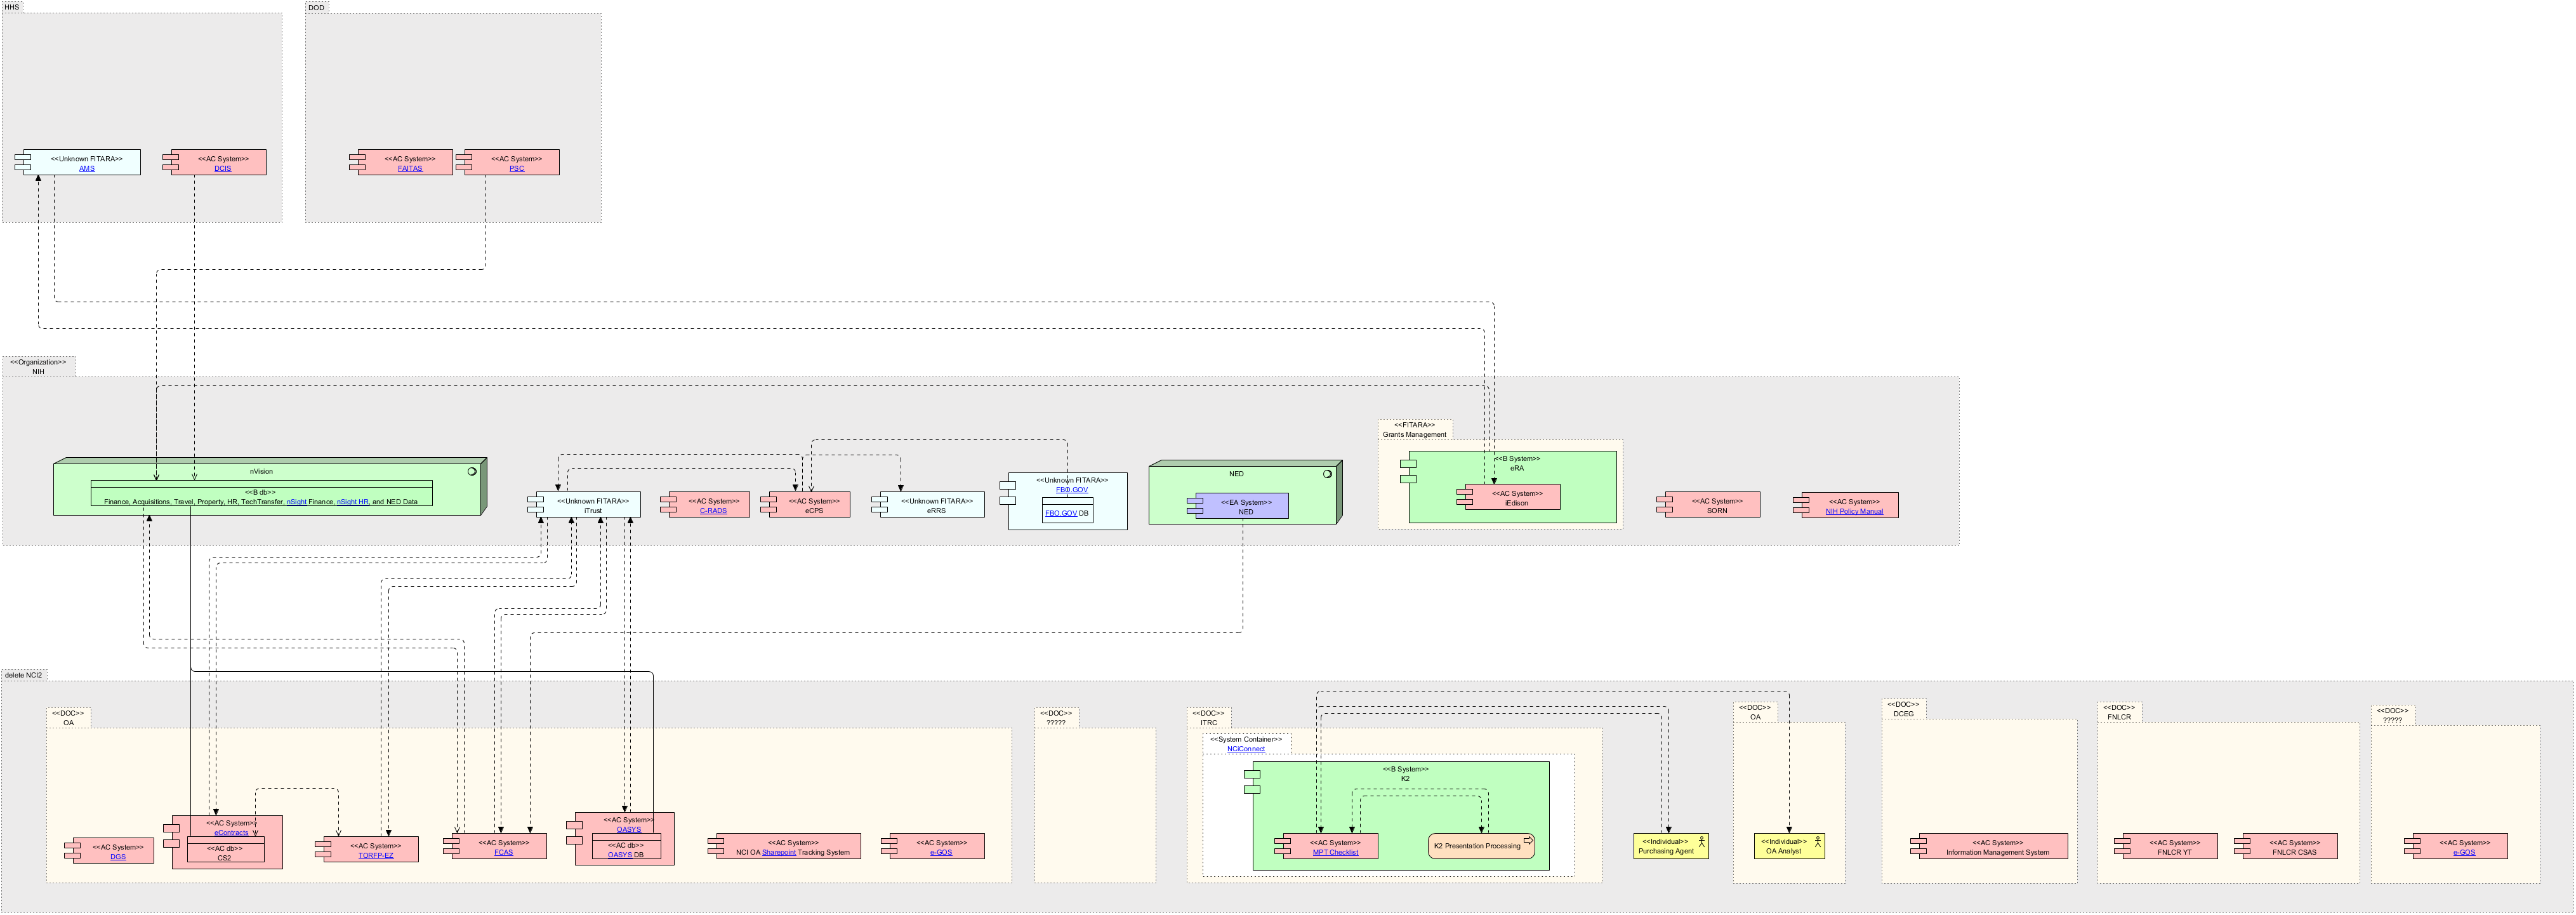 HHS
DOD
<<Unknown FITARA>>
AMS
<<AC System>>
DCIS
<<AC System>>
FAITAS
<<AC System>>
PSC
<<Organization>>
NIH
nVision
<<B db>>
Finance, Acquisitions, Travel, Property, HR, TechTransfer, nSight Finance, nSight HR, and NED Data
<<Unknown FITARA>>
iTrust
<<AC System>>
C-RADS
<<AC System>>
eCPS
<<Unknown FITARA>>
eRRS
<<Unknown FITARA>>
FBO.GOV
FBO.GOV DB
NED
<<EA System>>
NED
<<FITARA>>
Grants Management
<<B System>>
eRA
<<AC System>>
iEdison
<<AC System>>
SORN
<<AC System>>
NIH Policy Manual
delete NCI2
<<DOC>>
OA
<<AC System>>
DGS
<<AC System>>
eContracts
<<AC db>>
CS2
<<AC System>>
TORFP-EZ
<<AC System>>
FCAS
<<AC System>>
OASYS
<<AC db>>
OASYS DB
<<AC System>>
NCI OA Sharepoint Tracking System
<<AC System>>
e-GOS
<<DOC>>
?????
<<DOC>>
ITRC
<<System Container>>
NCIConnect
<<B System>>
K2
<<AC System>>
MPT Checklist
K2 Presentation Processing
<<Individual>>
Purchasing Agent
<<DOC>>
OA
<<Individual>>
OA Analyst
<<DOC>>
DCEG
<<AC System>>
Information Management System
<<DOC>>
FNLCR
<<AC System>>
FNLCR YT
<<AC System>>
FNLCR CSAS
<<DOC>>
?????
<<AC System>>
e-GOS